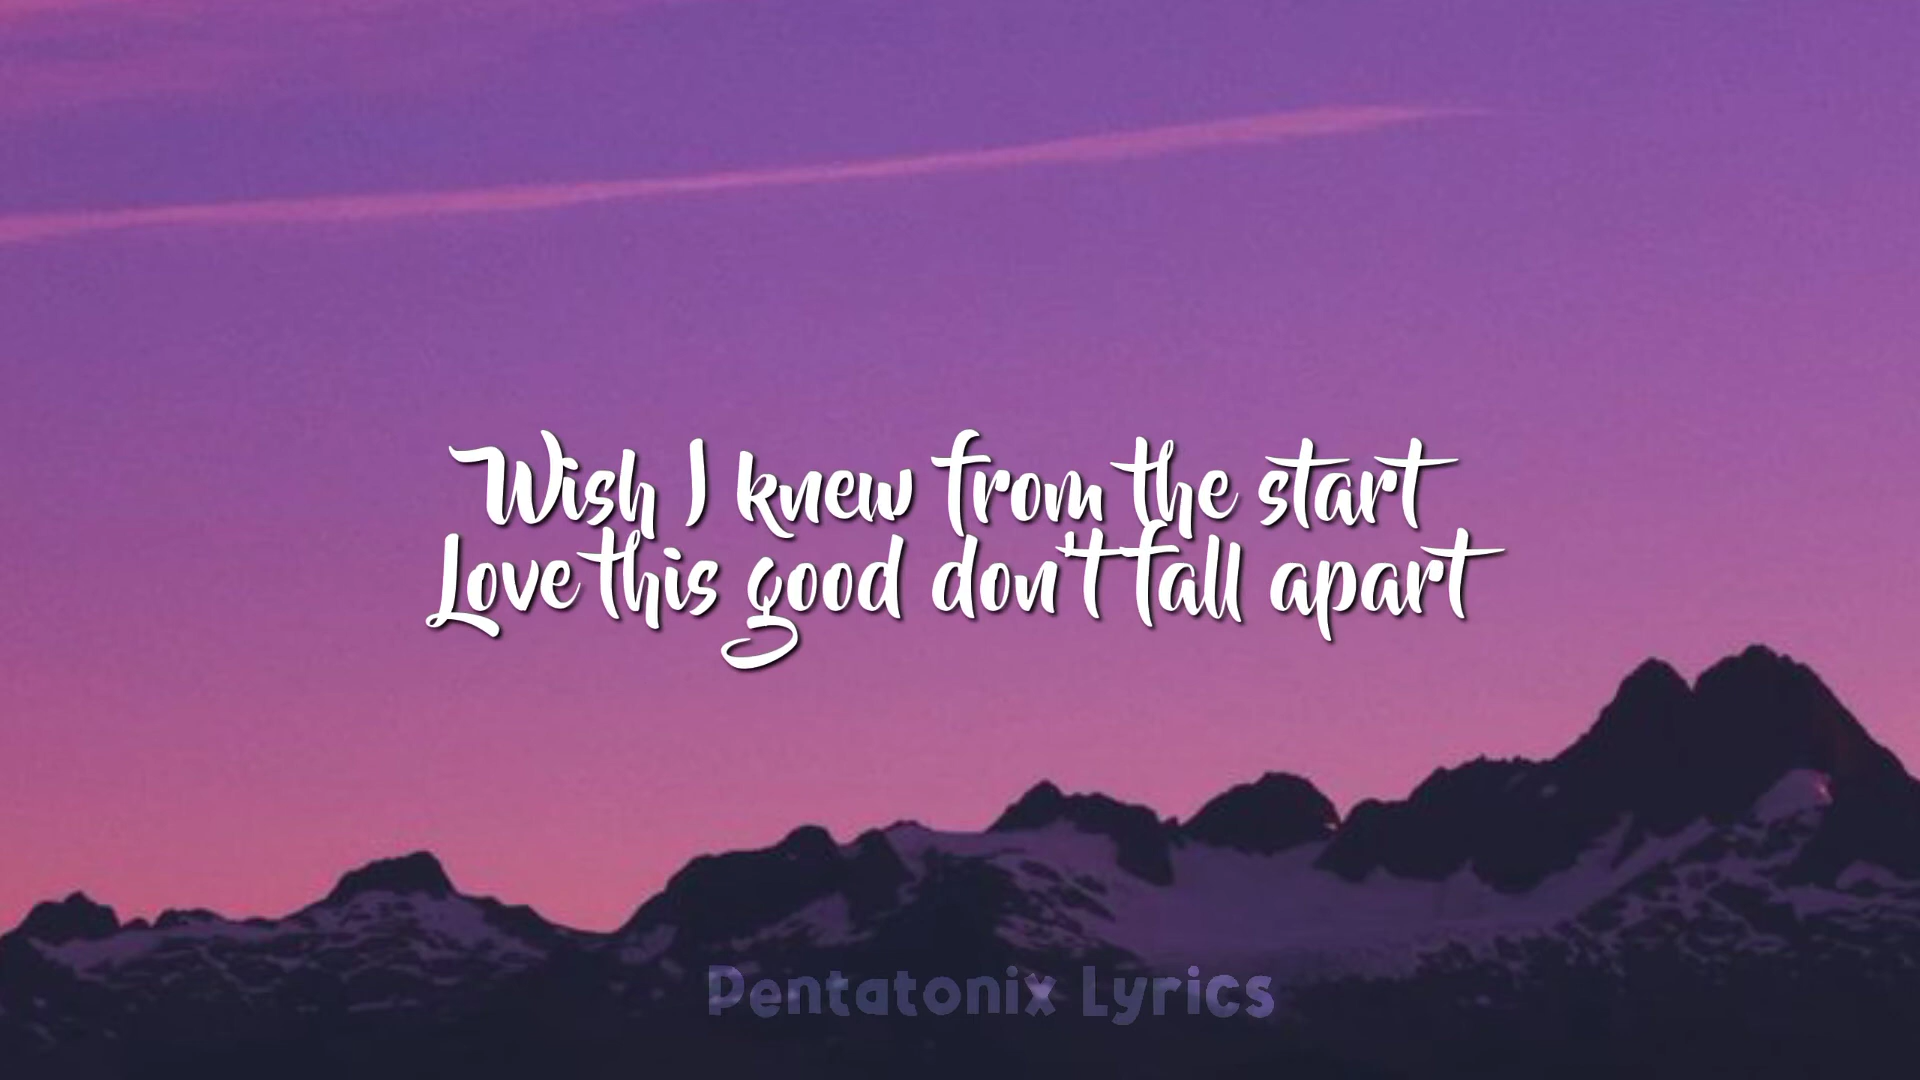 Wish I knew from the start
Love this good don't fall apart
Pentatonix Lyrics